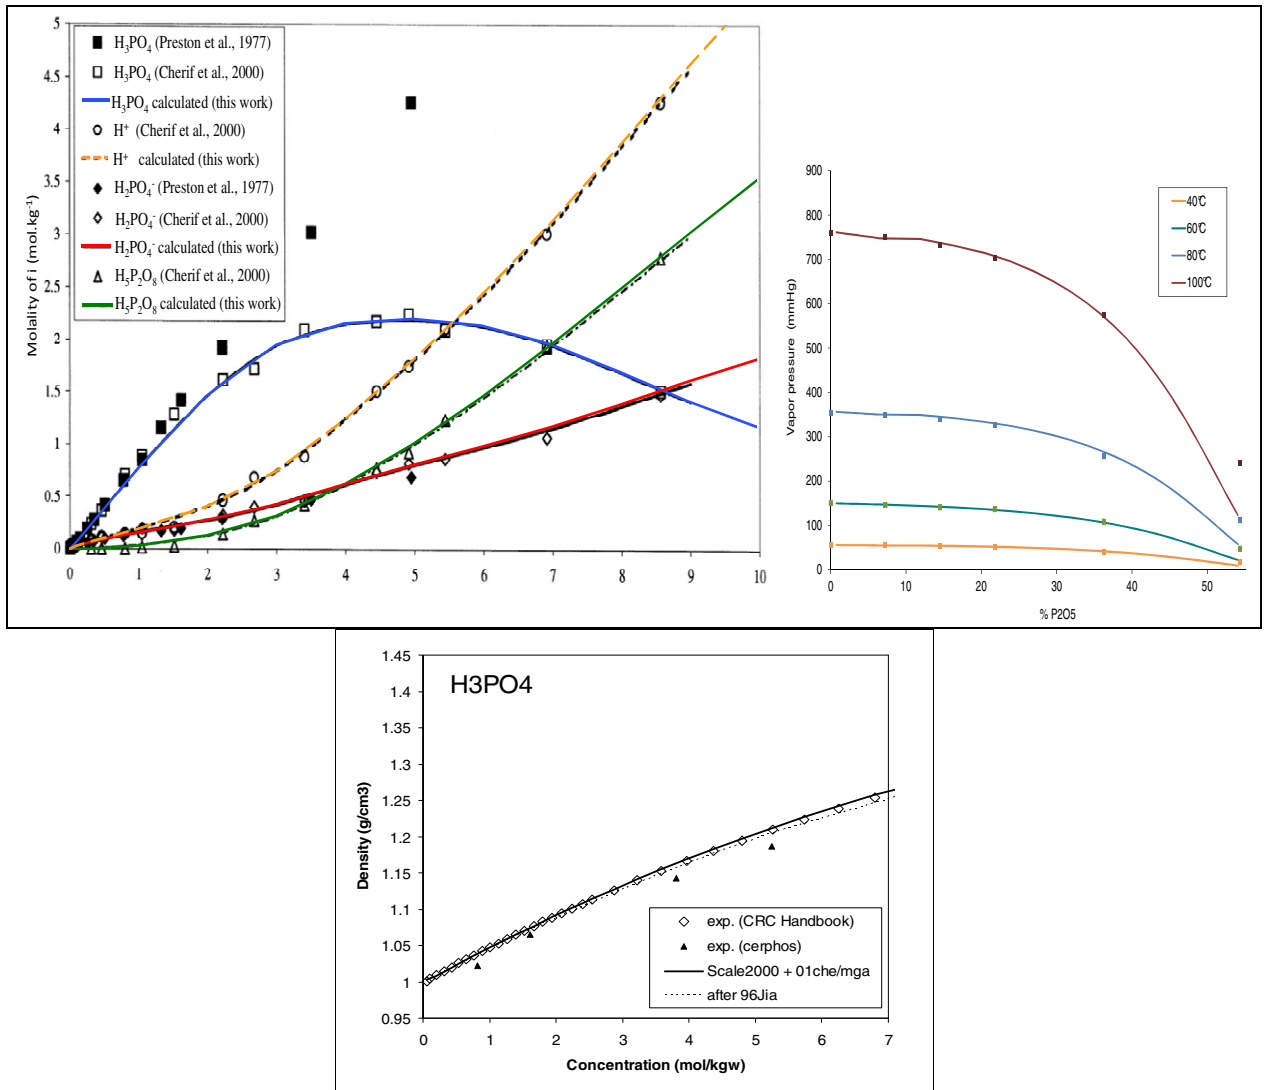 5
4.5
4
3.5
3
2.5
2
1.5
1
0.5
0
Molality of i (mol.kg⁻¹)
H₃PO₄ (Preston et al., 1977)
H₃PO₄ (Cherif et al., 2000)
H₃PO₄ calculated (this work)
H⁺ (Cherif et al., 2000)
H⁺ calculated (this work)
H₂PO₄⁻ (Preston et al., 1977)
H₂PO₄⁻ (Cherif et al., 2000)
H₂PO₄⁻ calculated (this work)
H₅P₂O₈ (Cherif et al., 2000)
H₅P₂O₈ calculated (this work)
0 1 2 3 4 5 6 7 8 9 10
900
800
700
600
500
400
300
200
100
0
Vapor pressure (mmHg)
40°C
60°C
80°C
100°C
0 10 20 30 40 50
% P2O5
H3PO4
1.45
1.4
1.35
1.3
1.25
1.2
1.15
1.1
1.05
1
0.95
Density (g/cm3)
exp. (CRC Handbook)
exp. (cerphos)
Scale2000 + 01che/mga
after 96Jia
0 1 2 3 4 5 6 7
Concentration (mol/kgw)